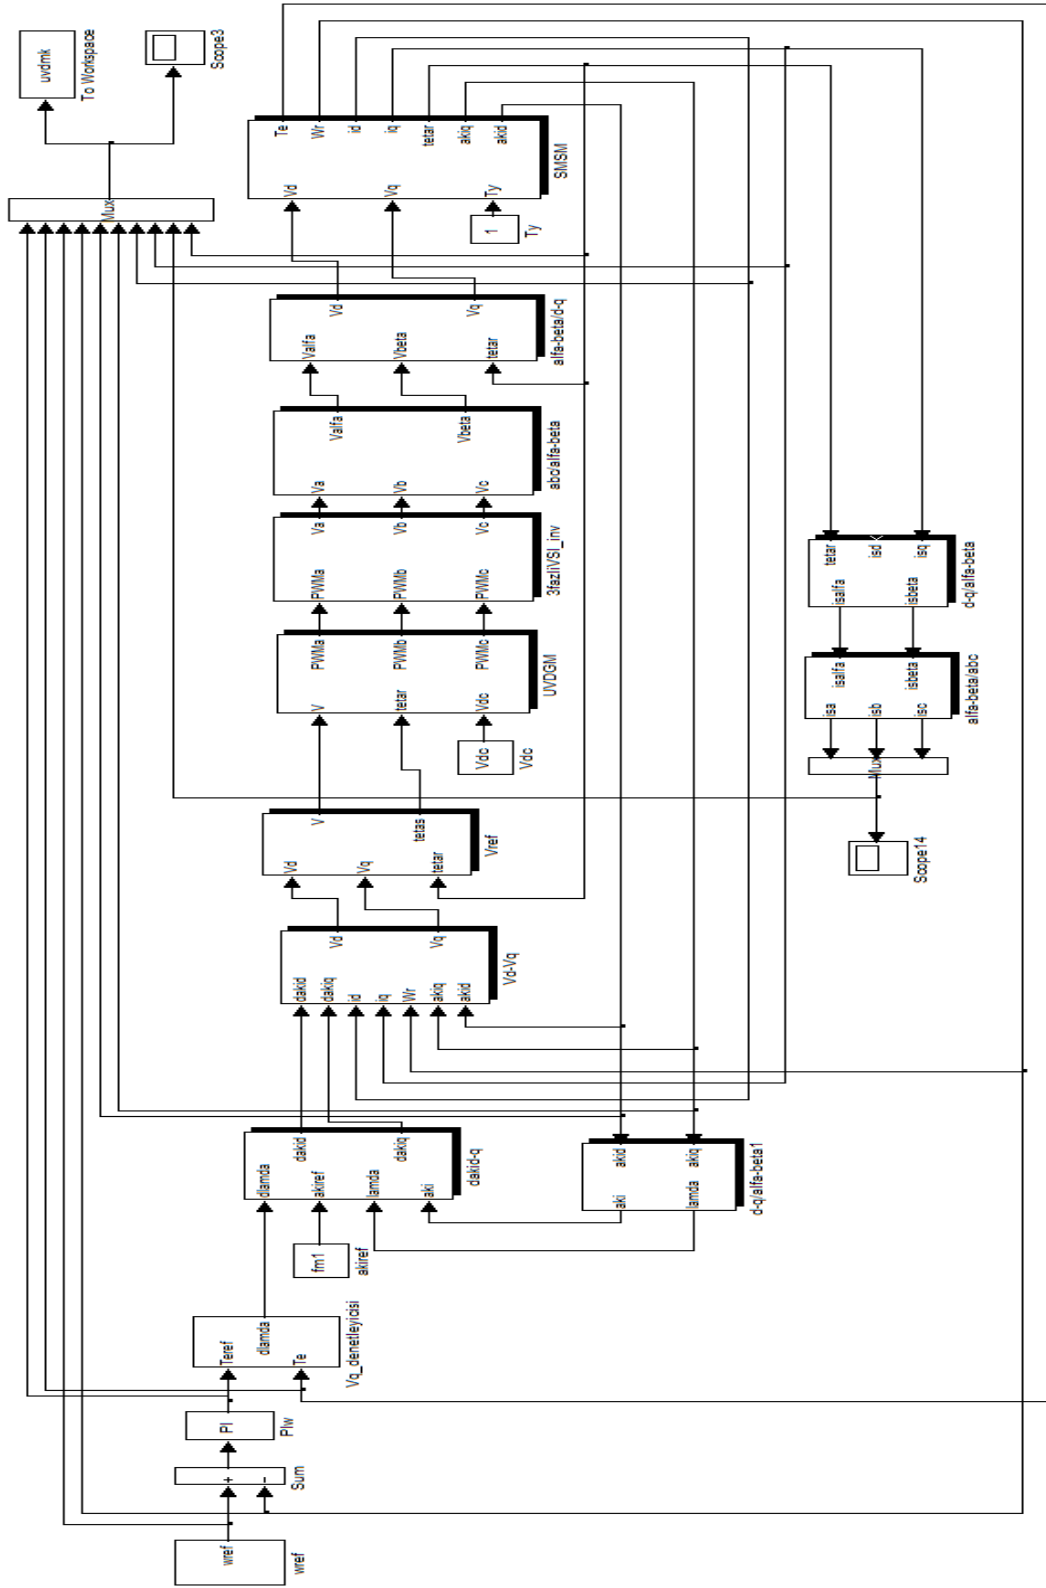 wref
wref
+
-
Sum
PI
PIw
Teref
Te
dlamda
Vq_denetleyicisi
fm1
akiref
dlamda
akiref
lamda
aki
dakid
dakiq
dakid-q
aki
lamda
akid
akiq
d-q/alfa-beta1
dakid
dakiq
id
iq
Wr
akiq
akid
Vd
Vq
Vd-Vq
Vd
Vq
tetar
V
tetas
Vref
Vdc
Vdc
V
tetar
Vdc
PWMa
PWMb
PWMc
UVDGM
PWMa
PWMb
PWMc
Va
Vb
Vc
3fazliVSI_inv
Va
Vb
Vc
Valfa
Vbeta
abc/alfa-beta
Valfa
Vbeta
tetar
Vd
Vq
alfa-beta/d-q
1
Ty
Vd
Vq
Ty
Te
Wr
id
iq
tetar
akiq
akid
SMSM
Mux
uvdmk
To Workspace
Scope3
tetar
isd
isq
isalfa
isbeta
d-q/alfa-beta
isalfa
isbeta
isa
isb
isc
alfa-beta/abc
Mux
Scope14